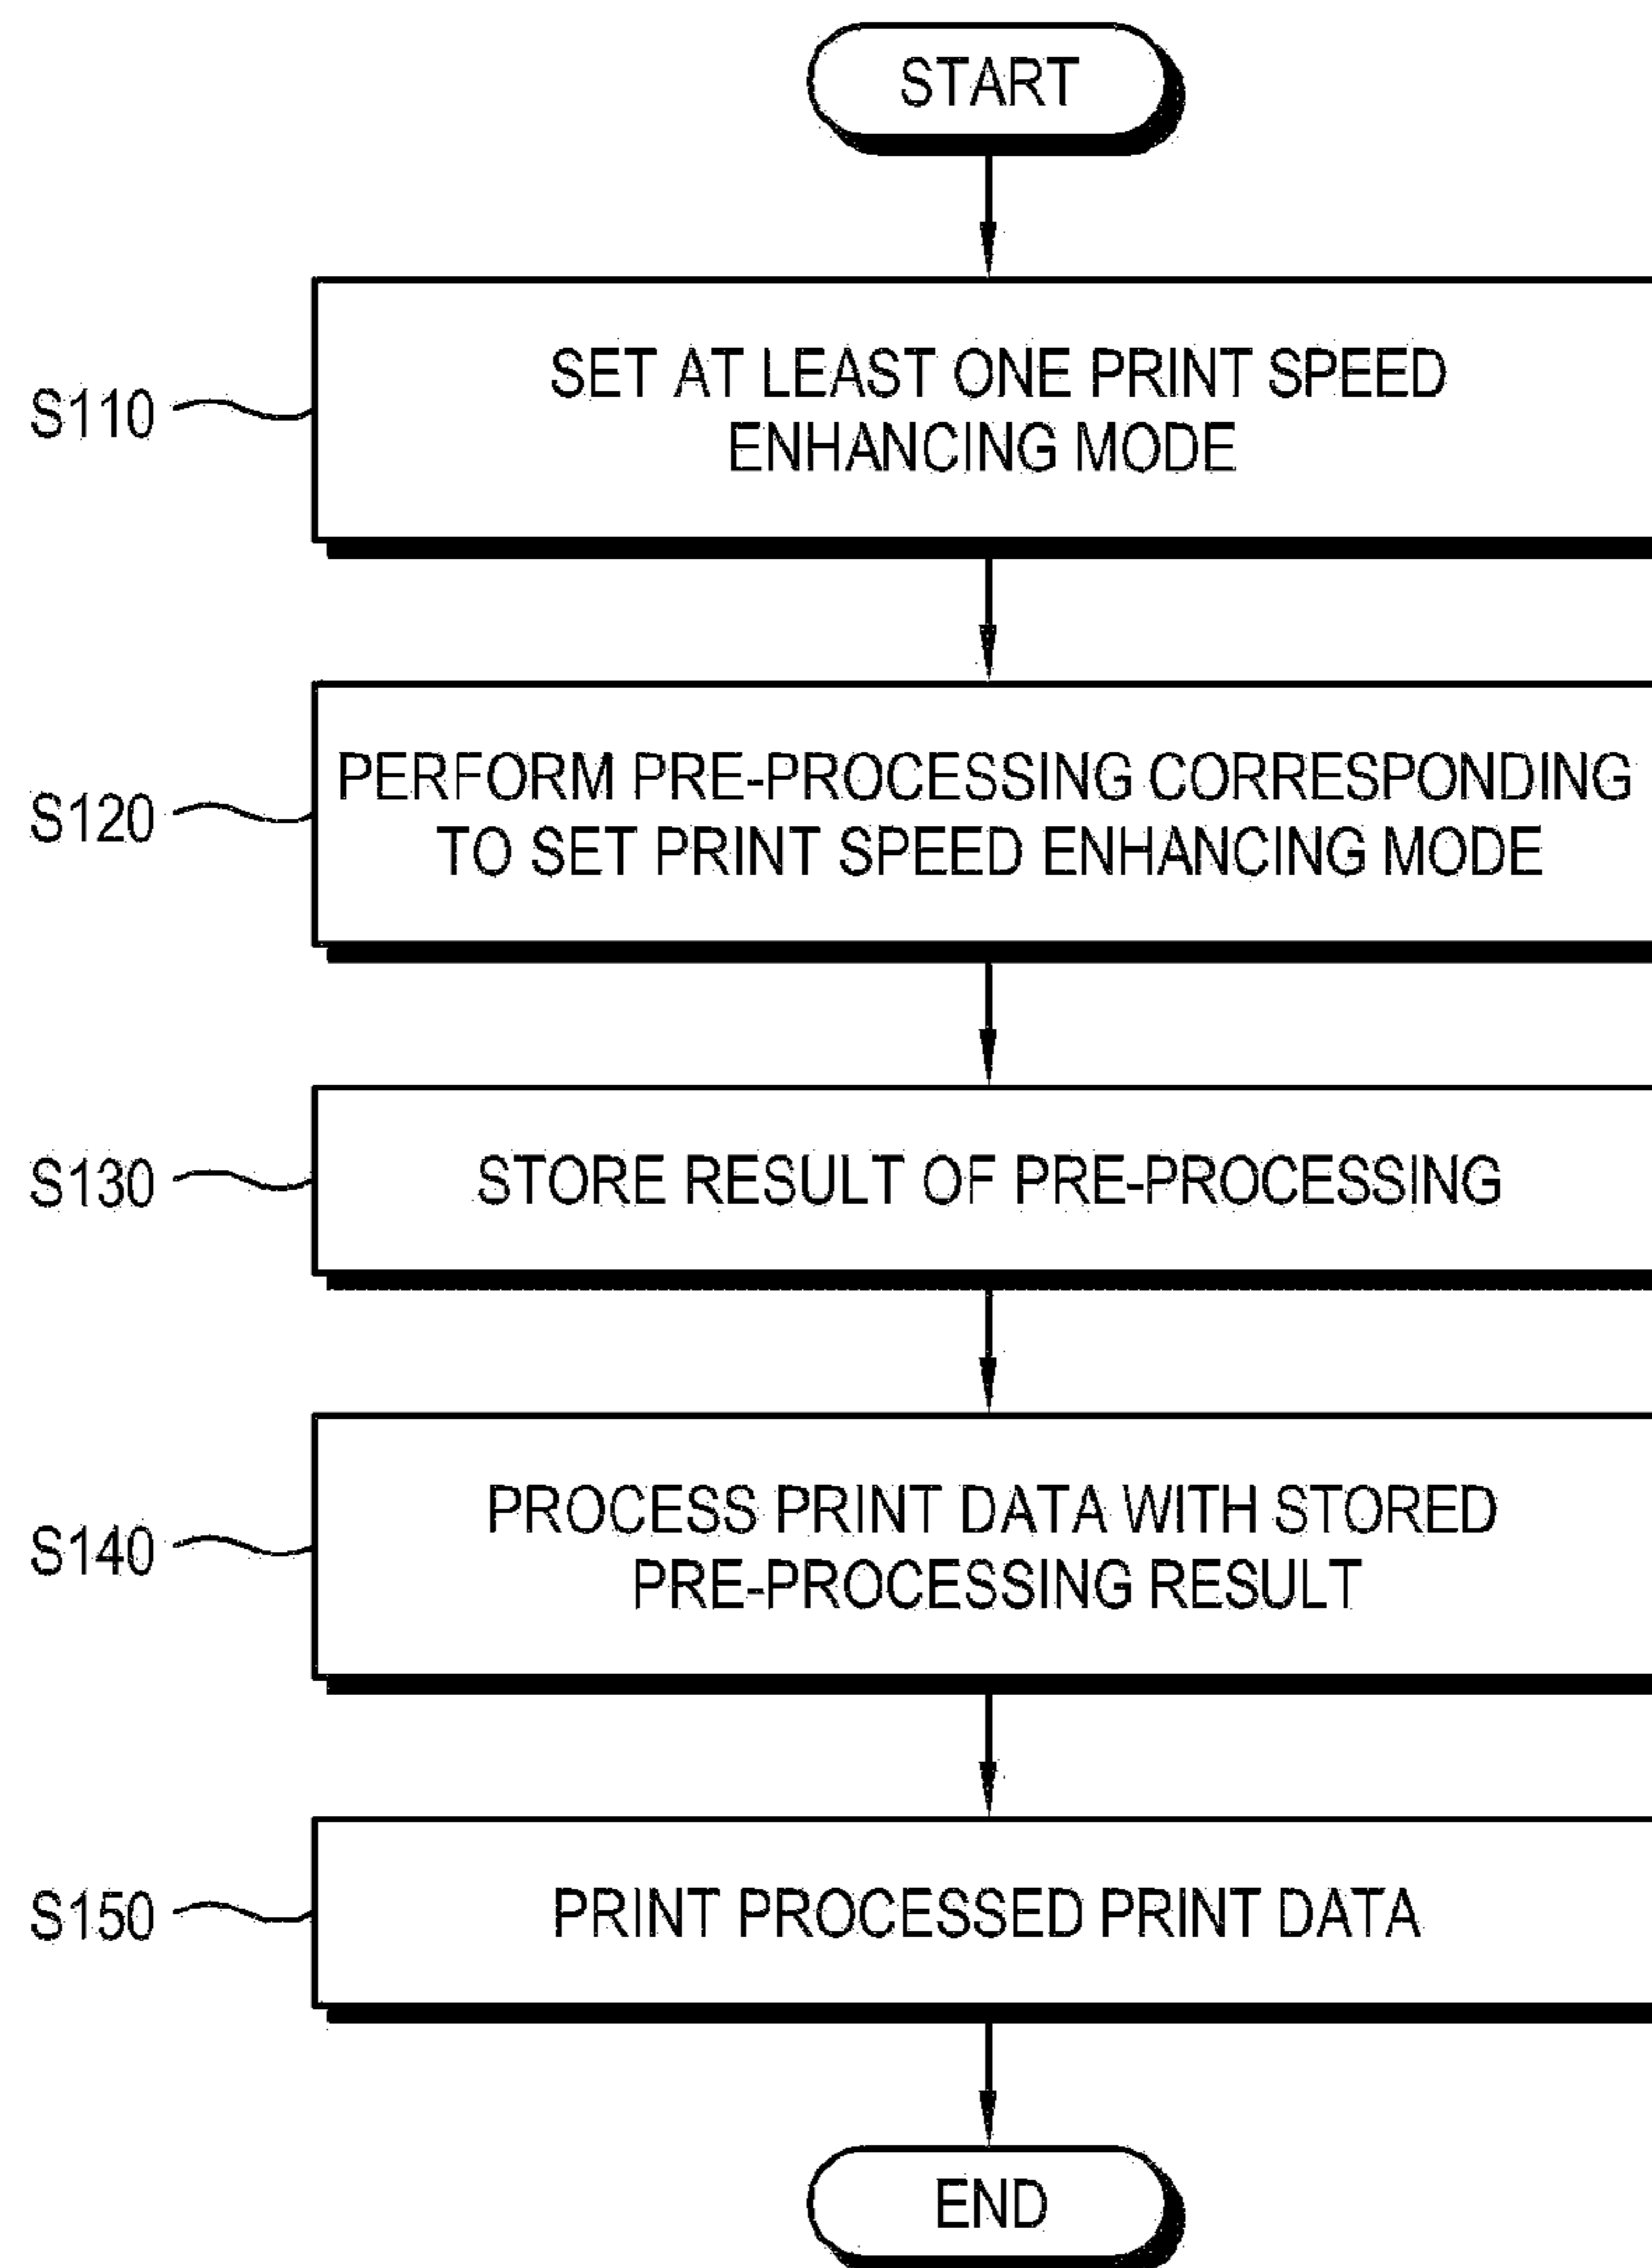 START
S110
SET AT LEAST ONE PRINT SPEED
ENHANCING MODE
S120
PERFORM PRE-PROCESSING CORRESPONDING
TO SET PRINT SPEED ENHANCING MODE
S130
STORE RESULT OF PRE-PROCESSING
S140
PROCESS PRINT DATA WITH STORED
PRE-PROCESSING RESULT
S150
PRINT PROCESSED PRINT DATA
END